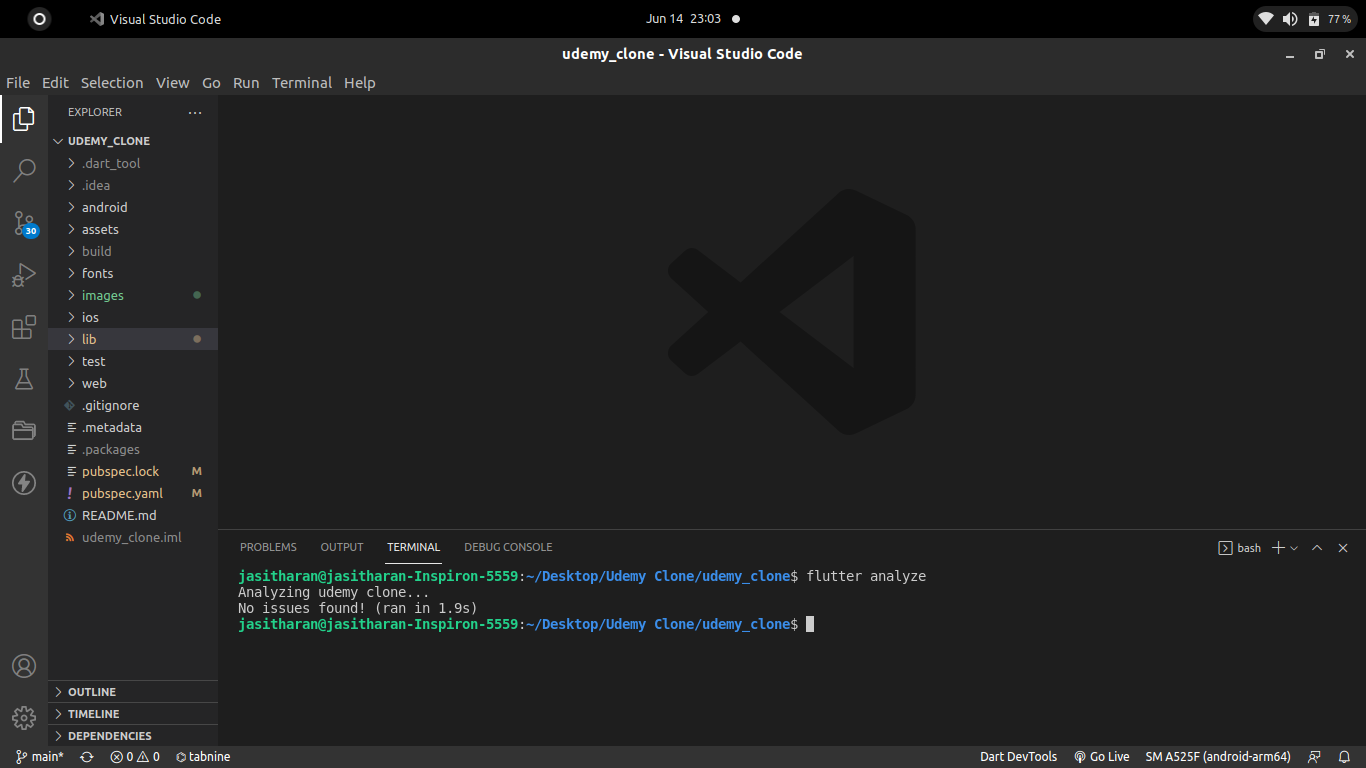 Visual Studio Code
Jun 14 23:03
77 %
udemy_clone - Visual Studio Code
File Edit Selection View Go Run Terminal Help
EXPLORER
UDEMY_CLONE
.dart_tool
.idea
android
assets
30
build
fonts
images
ios
lib
test
web
.gitignore
.metadata
.packages
pubspec.lock M
pubspec.yaml M
README.md
udemy_clone.iml
OUTLINE
TIMELINE
DEPENDENCIES
PROBLEMS OUTPUT TERMINAL DEBUG CONSOLE
bash
jasitharan@jasitharan-Inspiron-5559:~/Desktop/Udemy Clone/udemy_clone$ flutter analyze
Analyzing udemy clone...
No issues found! (ran in 1.9s)
jasitharan@jasitharan-Inspiron-5559:~/Desktop/Udemy Clone/udemy_clone$
main* 0 0 tabnine
Dart DevTools Go Live SM A525F (android-arm64)